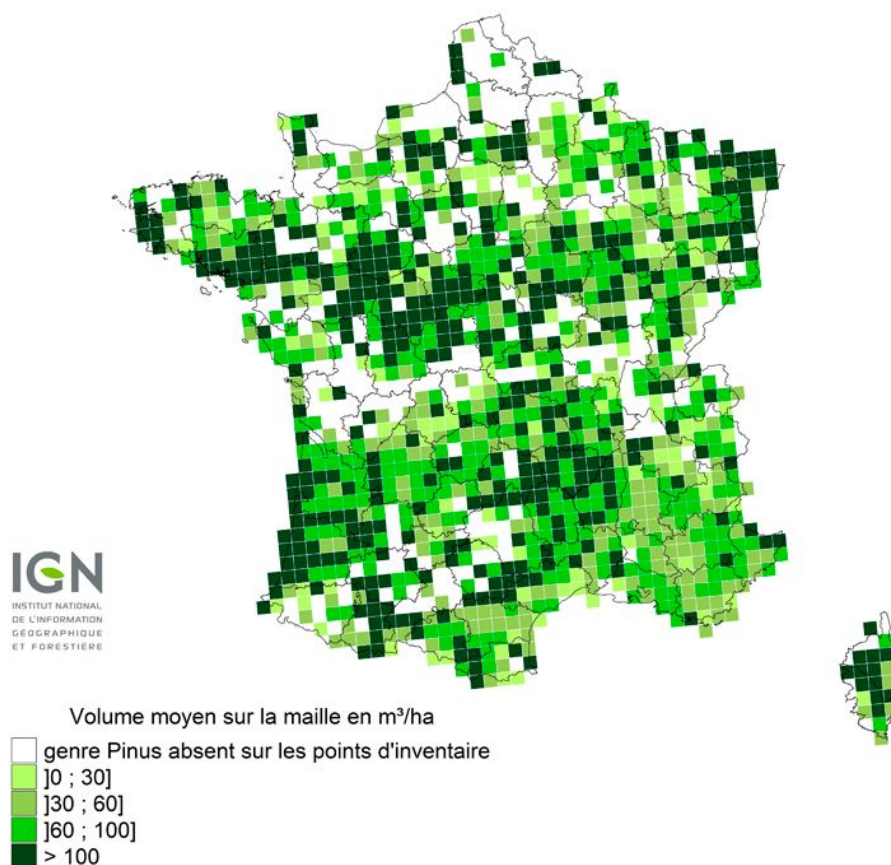 IGN
INSTITUT NATIONAL
DE L'INFORMATION
GÉOGRAPHIQUE
ET FORESTIÈRE
Volume moyen sur la maille en m³/ha
genre Pinus absent sur les points d'inventaire
]0 ; 30]
]30 ; 60]
]60 ; 100]
> 100